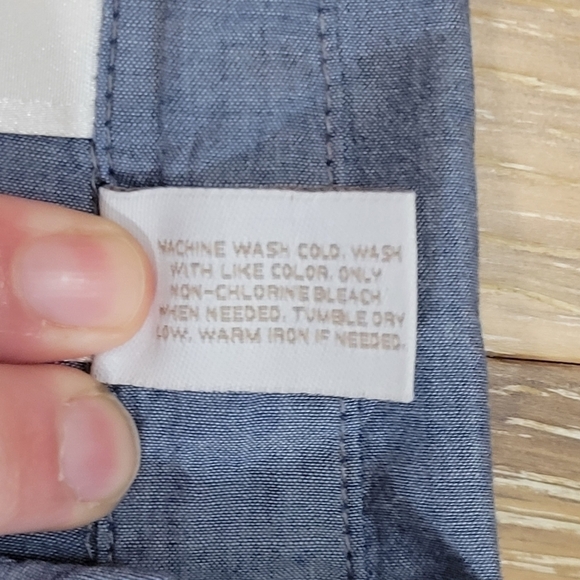 MACHINE WASH COLD. WASH
WITH LIKE COLOR. ONLY
NON-CHLORINE BLEACH
WHEN NEEDED. TUMBLE DRY
LOW. WARM IRON IF NEEDED.